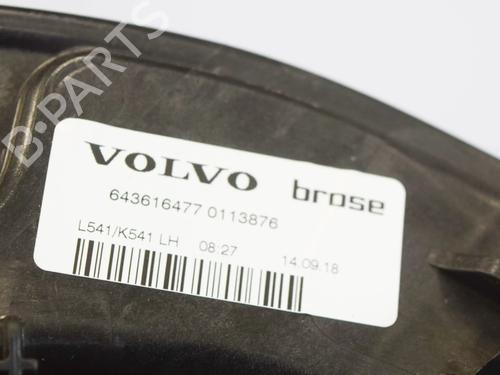 B-PARTS
VOLVO brose
643616477 0113876
L541/K541 LH 08:27 14.09.18